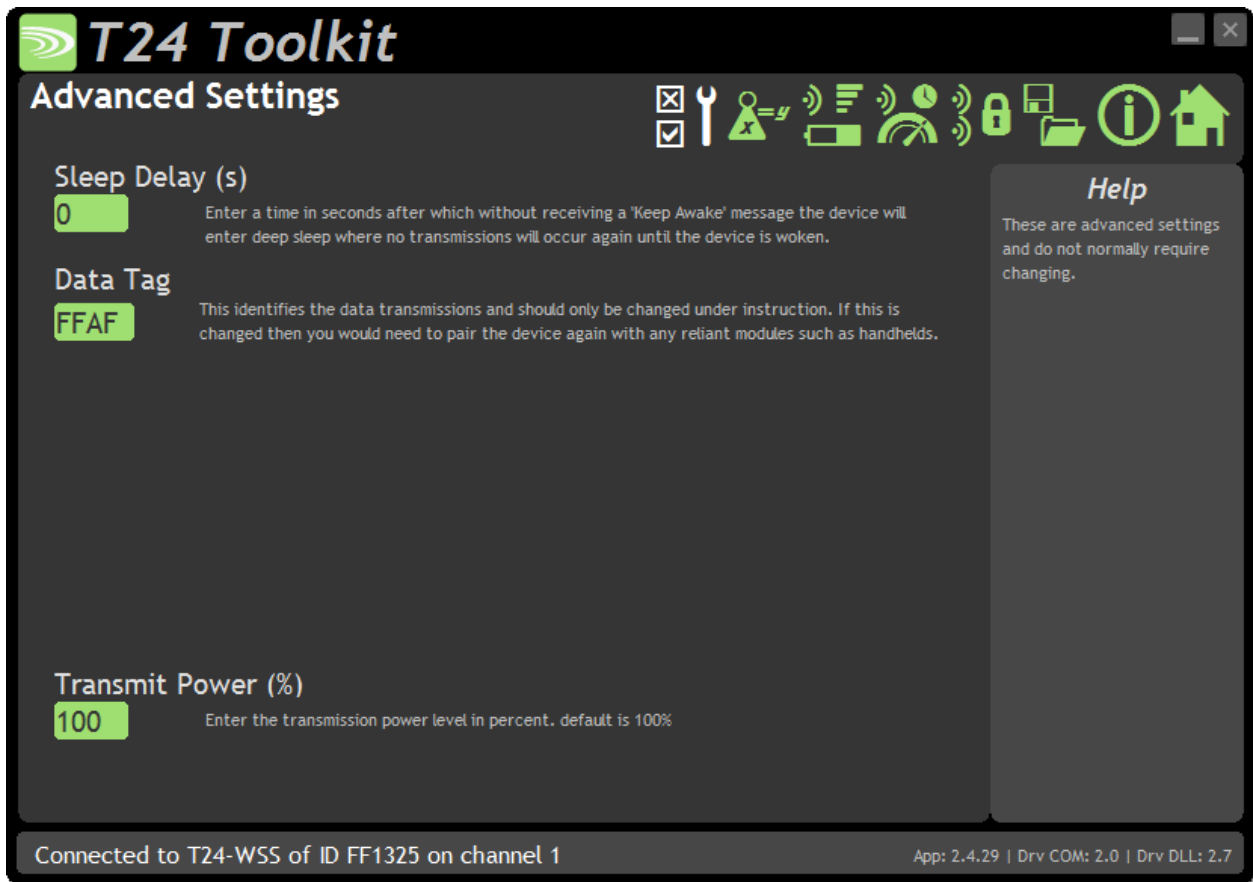 T24 Toolkit
Advanced Settings
x=y
Sleep Delay (s)
0
Enter a time in seconds after which without receiving a 'Keep Awake' message the device will
enter deep sleep where no transmissions will occur again until the device is woken.
Data Tag
FFAF
This identifies the data transmissions and should only be changed under instruction. If this is
changed then you would need to pair the device again with any reliant modules such as handhelds.
Transmit Power (%)
100
Enter the transmission power level in percent. default is 100%
Help
These are advanced settings
and do not normally require
changing.
Connected to T24-WSS of ID FF1325 on channel 1
App: 2.4.29 | Drv COM: 2.0 | Drv DLL: 2.7